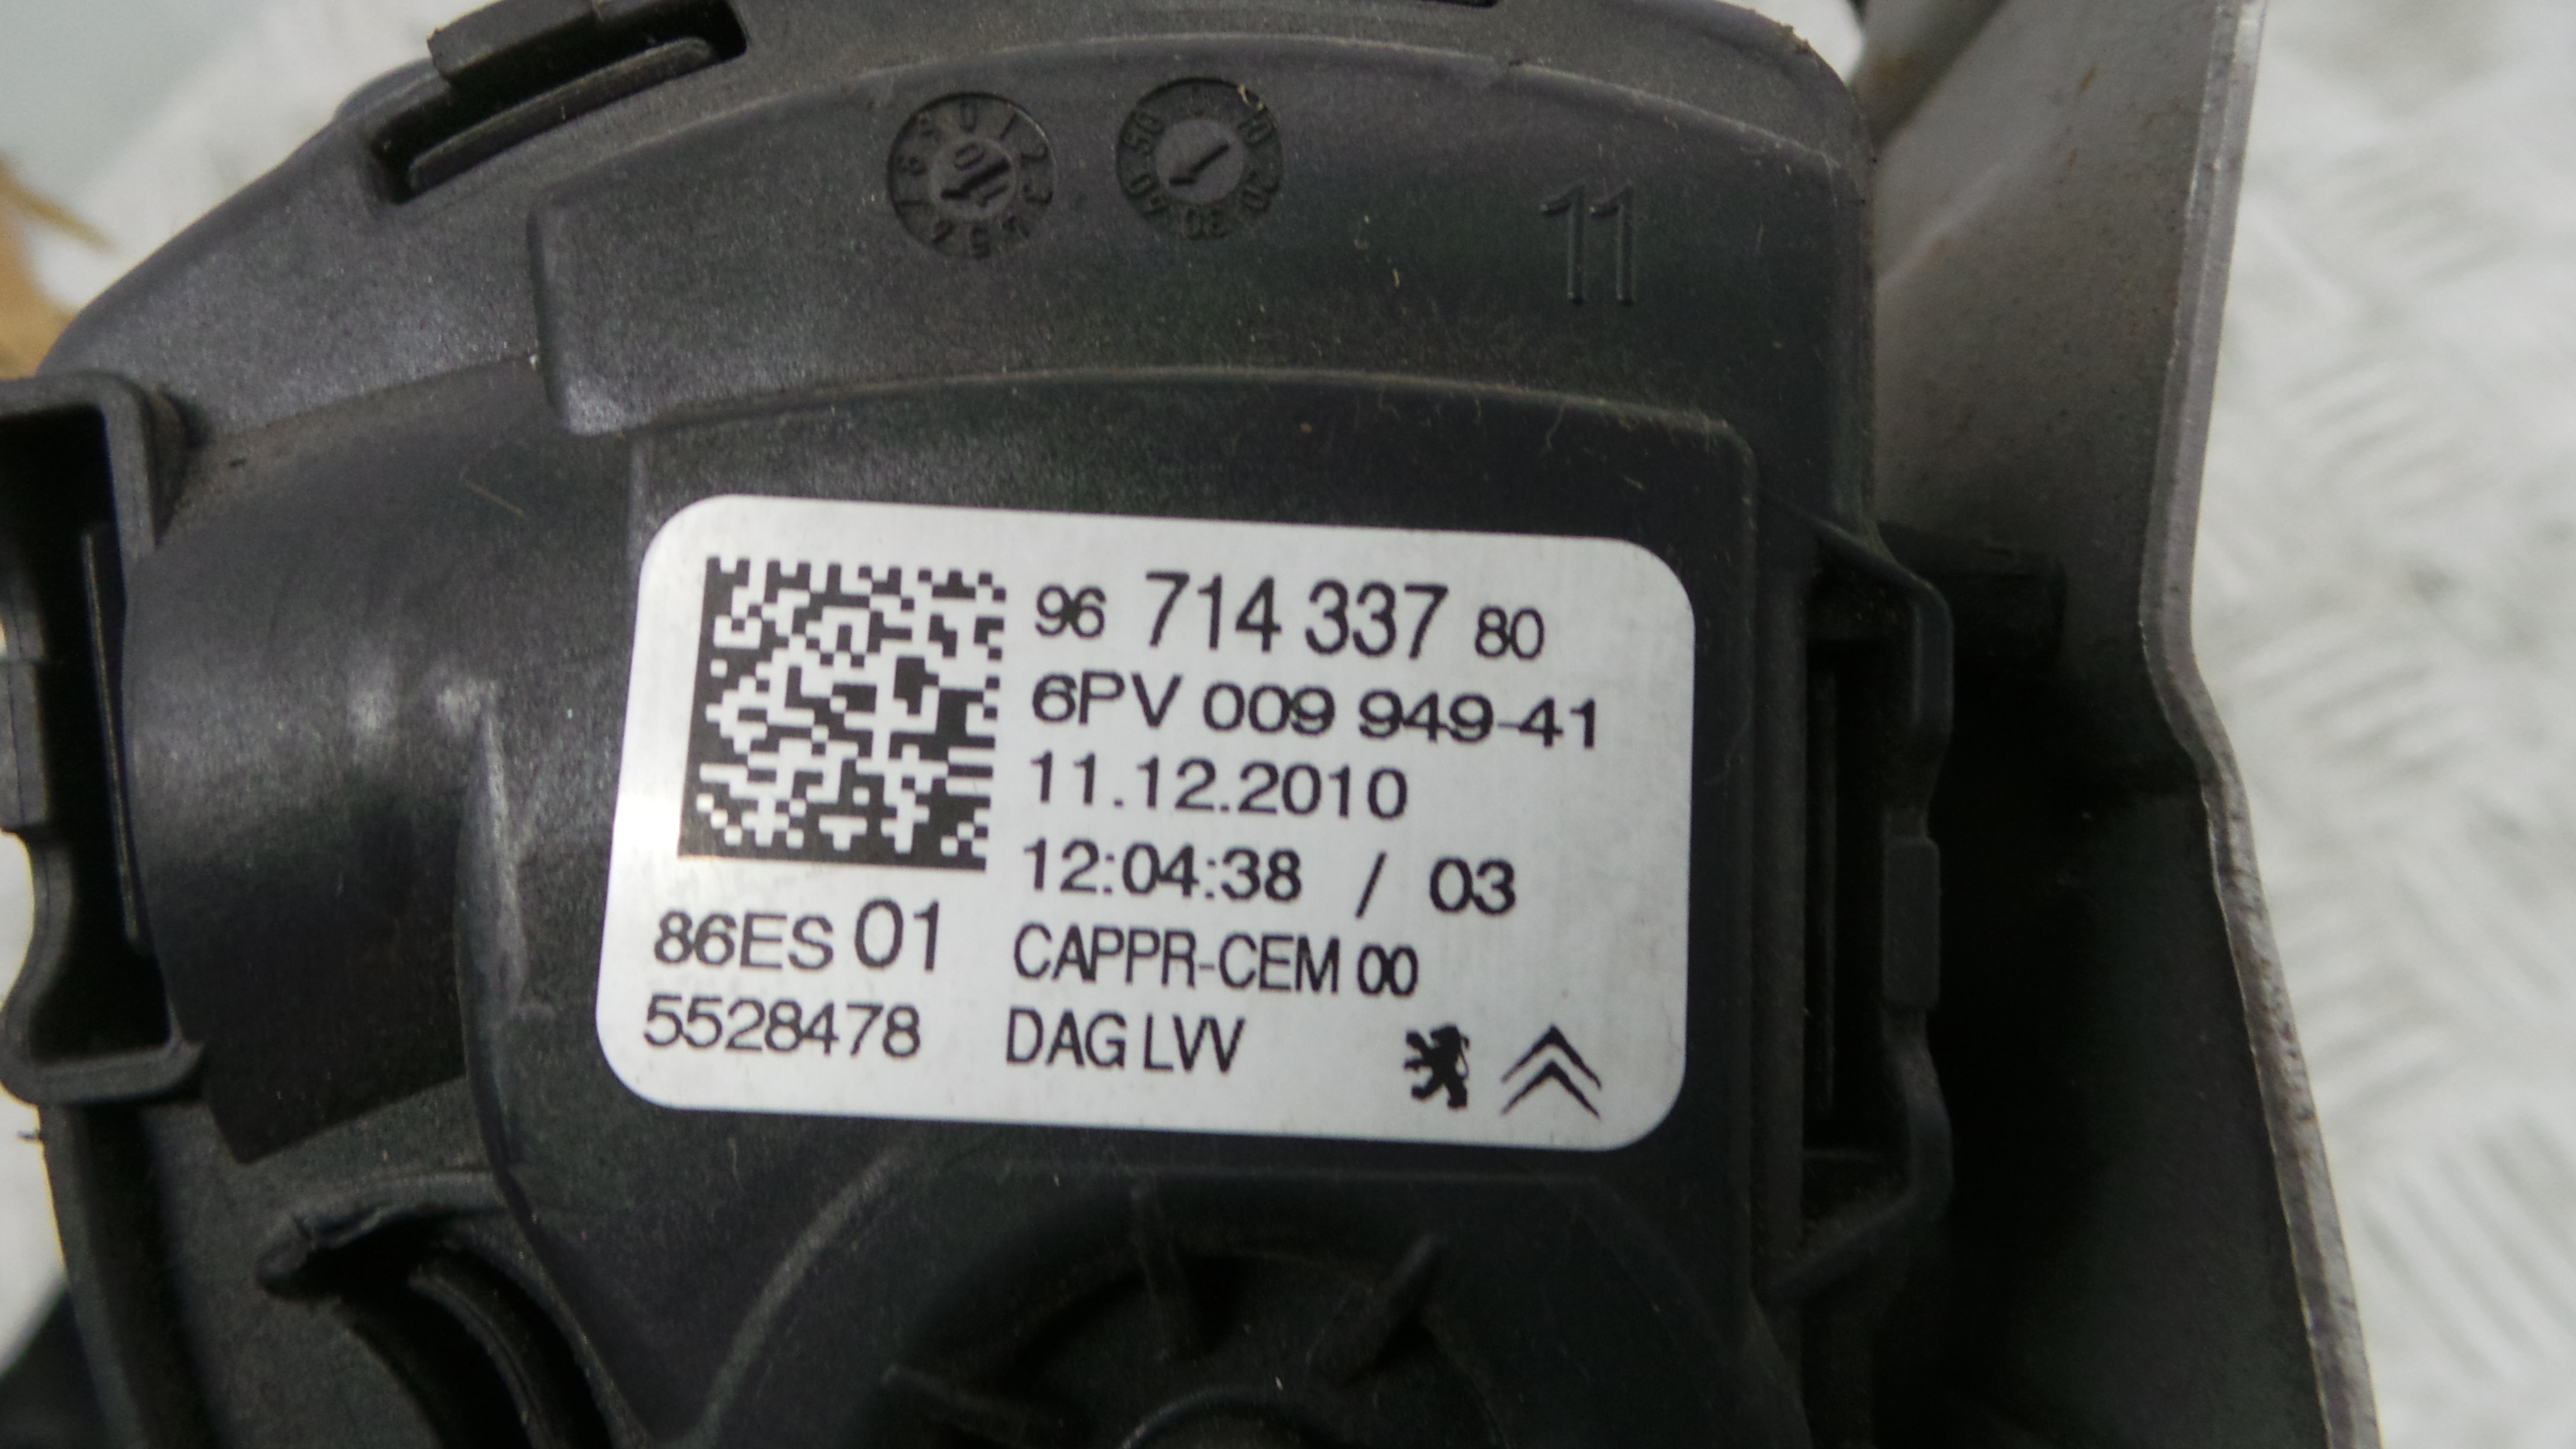 11
96 714 337 80
6PV 009 949-41
11.12.2010
12:04:38 / 03
86ES 01 CAPPR-CEM 00
5528478 DAG LVV